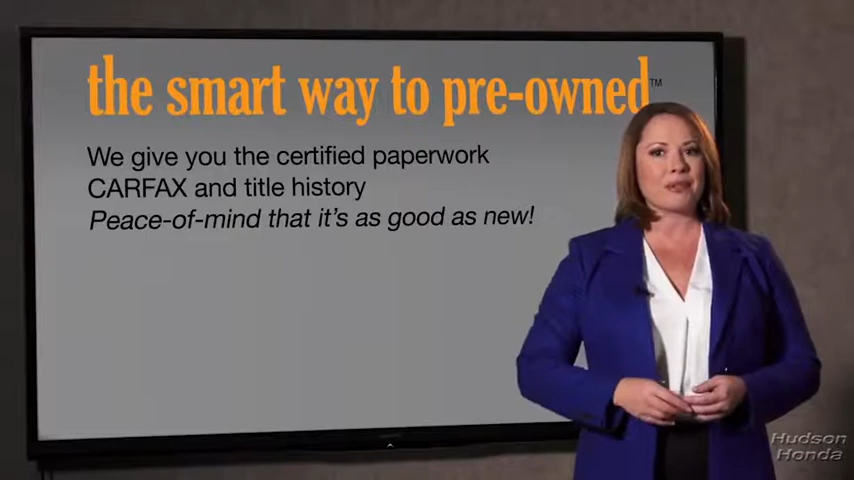 the smart way to pre-owned™
We give you the certified paperwork
CARFAX and title history
Peace-of-mind that it's as good as new!
Hudson
Honda